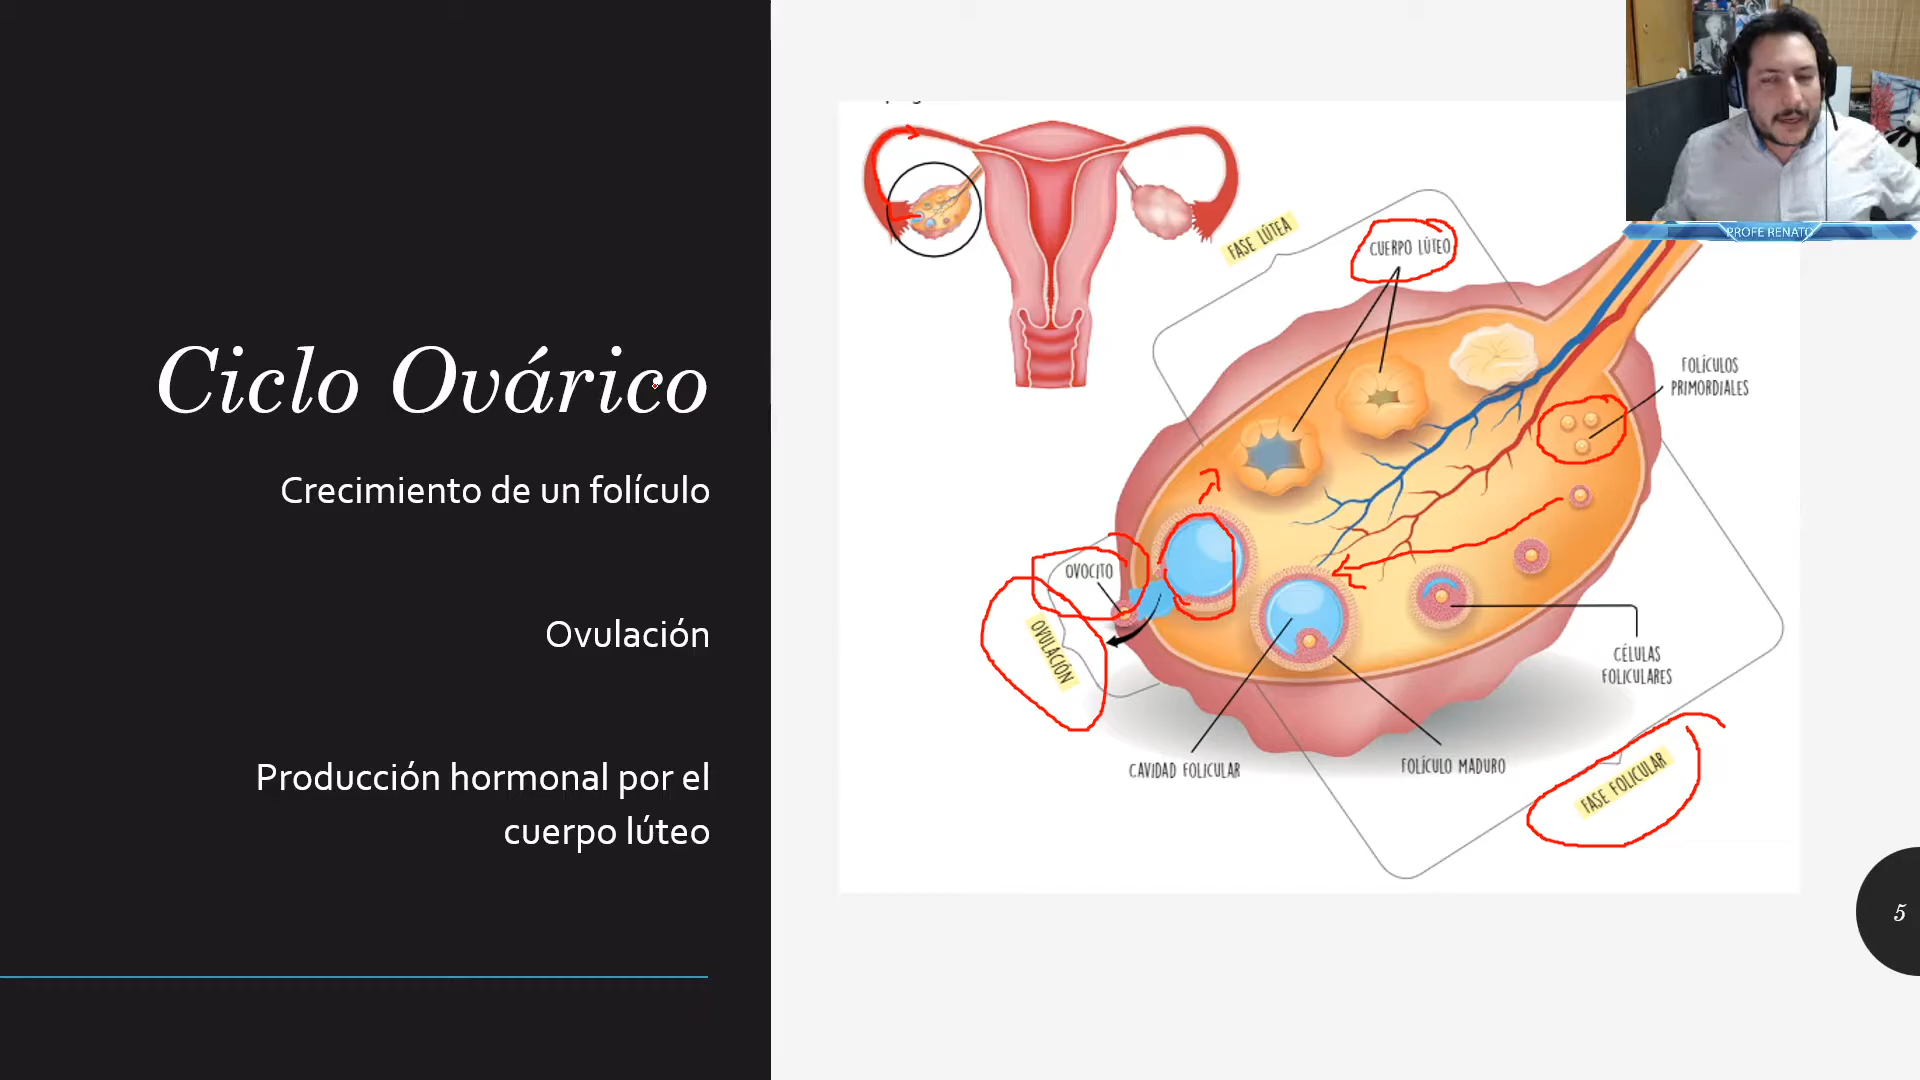 Ciclo Ovárico
Crecimiento de un folículo
Ovulación
Producción hormonal por el
cuerpo lúteo
FASE LÚTEA
CUERPO LÚTEO
FOLÍCULOS
PRIMORDIALES
OVOCITO
OVULACIÓN
CÉLULAS
FOLICULARES
CAVIDAD FOLICULAR
FOLÍCULO MADURO
FASE FOLICULAR
PROFE RENATO
5